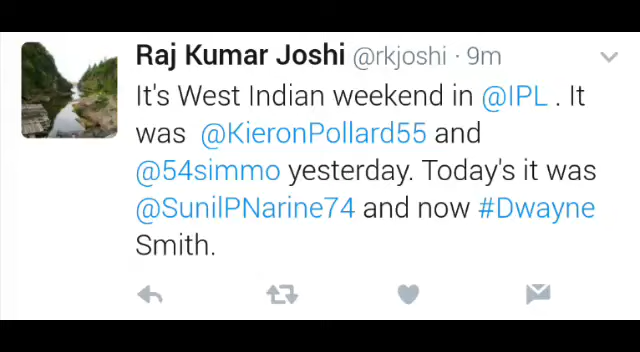 Raj Kumar Joshi @rkjoshi · 9m
It's West Indian weekend in @IPL . It
was @KieronPollard55 and
@54simmo yesterday. Today's it was
@SunilPNarine74 and now #Dwayne
Smith.